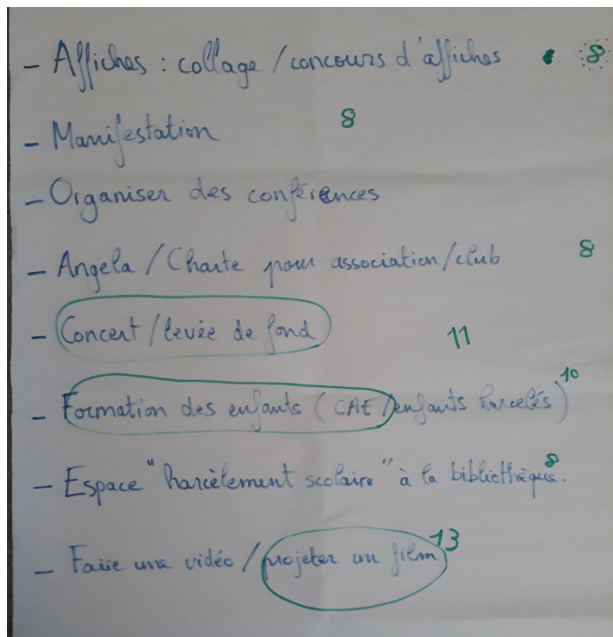 - Affiches : collage / concours d'affiches 8
- Manifestation 8
- Organiser des conférences
- Angela / Charte pour association/club 8
- Concert / levée de fond 11
- Formation des enfants (CAE / enfants harcelés) 10
- Espace "harcèlement scolaire" à la bibliothèque. 8
- Faire une vidéo / projeter un film 13